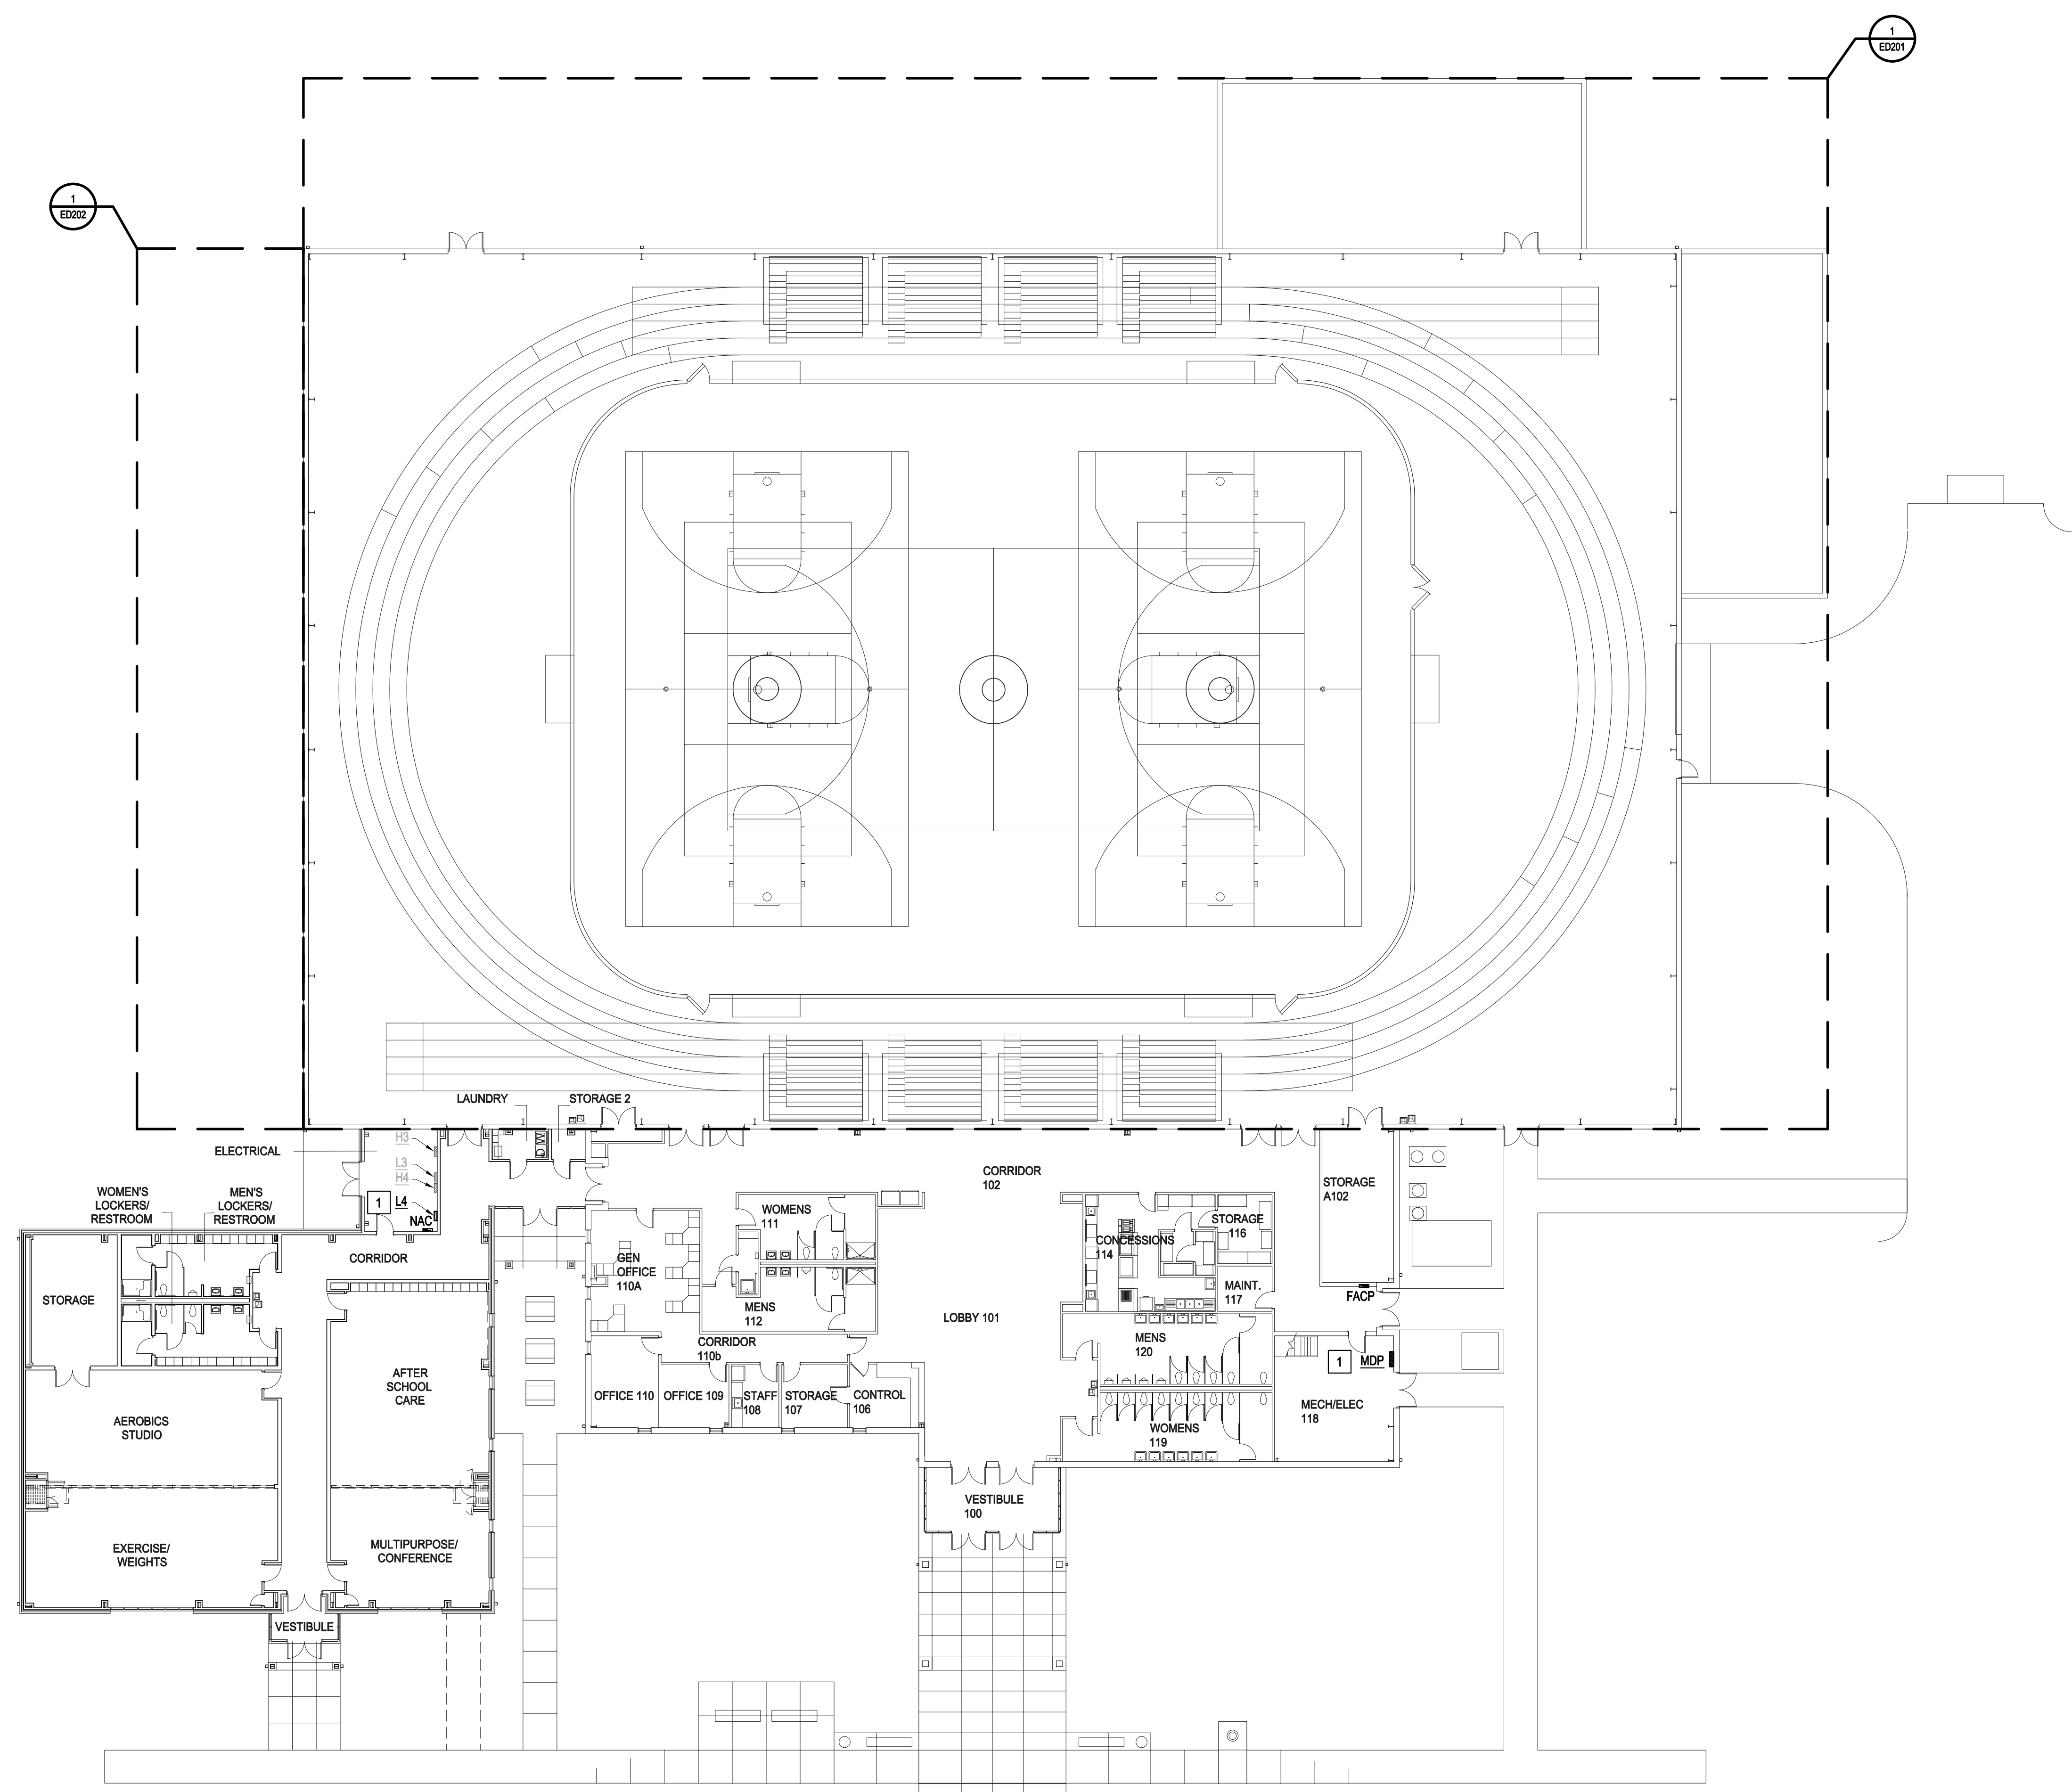 1
ED201
1
ED202
LAUNDRY
STORAGE 2
H3
ELECTRICAL
L3
H4
WOMEN'S
LOCKERS/
RESTROOM
MEN'S
LOCKERS/
RESTROOM
1
L4
NAC
CORRIDOR
102
STORAGE
A102
WOMENS
111
STORAGE
116
CONCESSIONS
114
CORRIDOR
GEN
OFFICE
110A
MAINT.
117
STORAGE
MENS
112
LOBBY 101
FACP
CORRIDOR
110b
MENS
120
1
MDP
AFTER
SCHOOL
CARE
OFFICE 110
OFFICE 109
STAFF
108
STORAGE
107
CONTROL
106
MECH/ELEC
118
AEROBICS
STUDIO
WOMENS
119
VESTIBULE
100
EXERCISE/
WEIGHTS
MULTIPURPOSE/
CONFERENCE
VESTIBULE